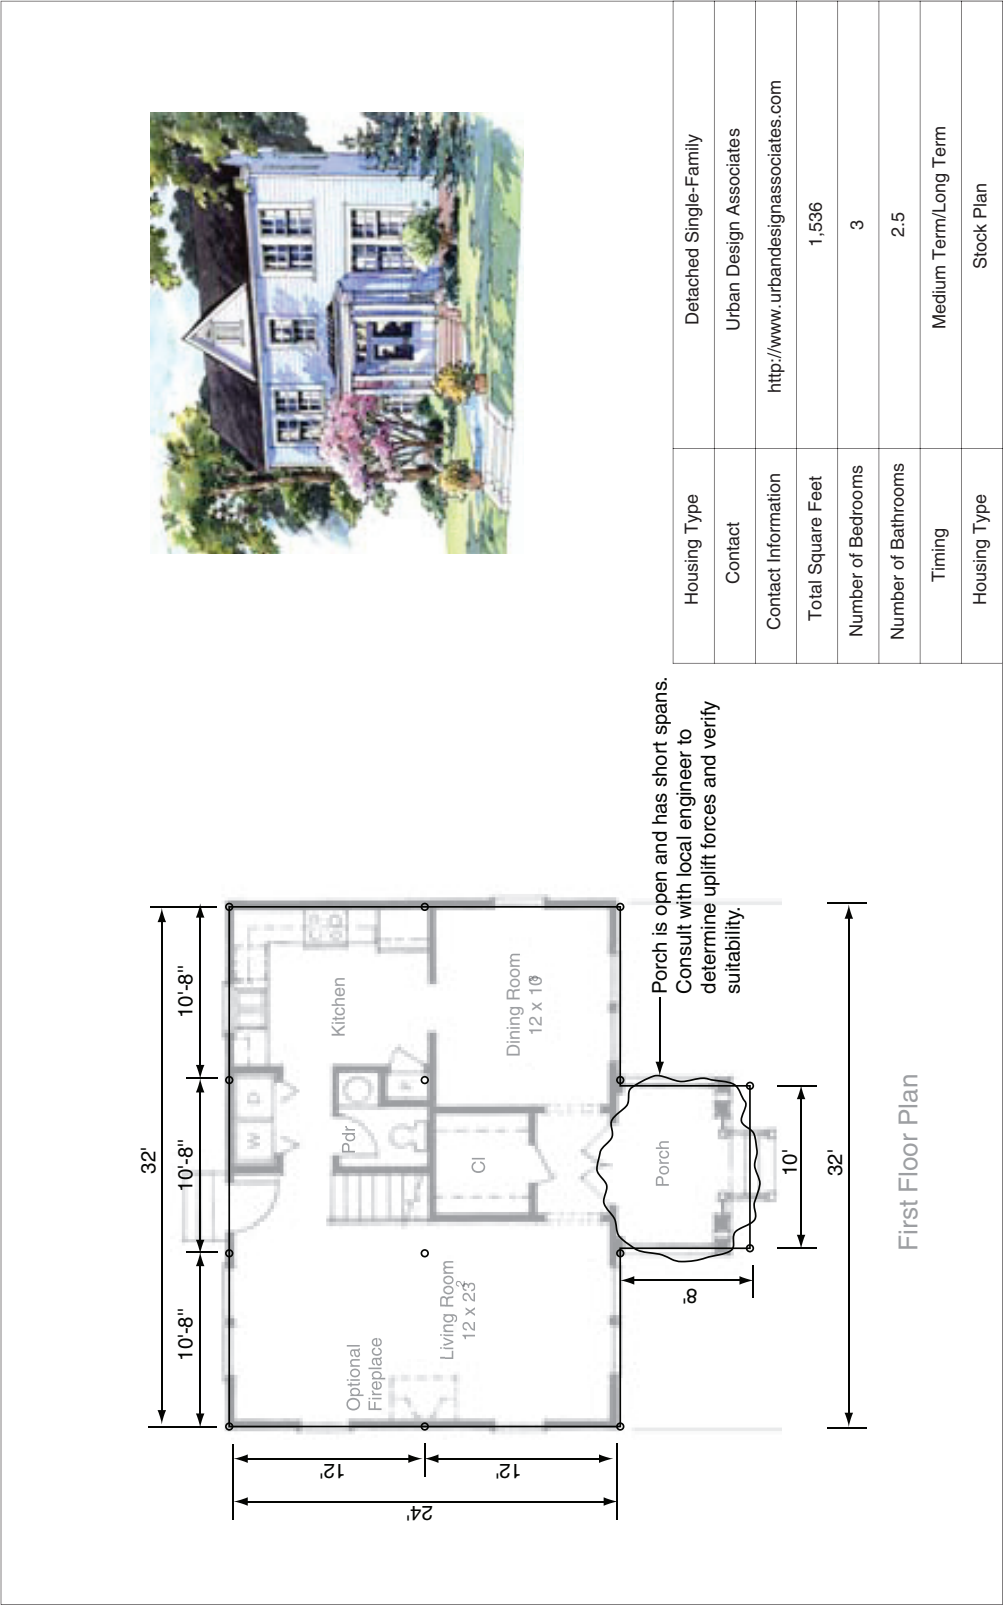 32'
10'-8"
10'-8"
10'-8"
24'
12'
12'
Kitchen
Dining Room
12 x 10
W
D
Pdr
Cl
Optional
Fireplace
Living Room
12 x 23²
Porch
8'
10'
32'
Porch is open and has short spans.
Consult with local engineer to
determine uplift forces and verify
suitability.
First Floor Plan
Housing Type Detached Single-Family
Contact Urban Design Associates
Contact Information http://www.urbandesignassociates.com
Total Square Feet 1,536
Number of Bedrooms 3
Number of Bathrooms 2.5
Timing Medium Term/Long Term
Housing Type Stock Plan